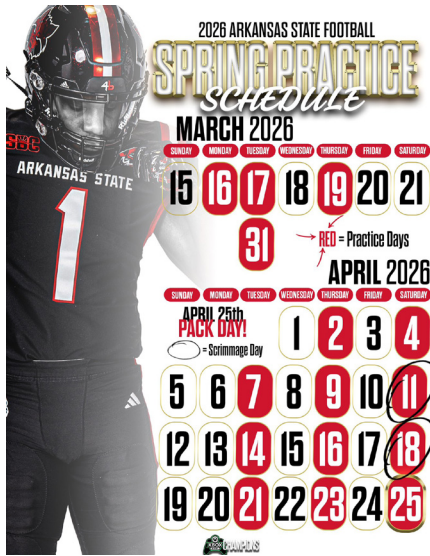 2026 ARKANSAS STATE FOOTBALL
SPRING PRACTICE
SCHEDULE
MARCH 2026
SUNDAY MONDAY TUESDAY WEDNESDAY THURSDAY FRIDAY SATURDAY
15 16 17 18 19 20 21
31
RED = Practice Days
APRIL 2026
SUNDAY MONDAY TUESDAY WEDNESDAY THURSDAY FRIDAY SATURDAY
APRIL 25th
PACK DAY!
= Scrimmage Day
1 2 3 4
5 6 7 8 9 10 11
12 13 14 15 16 17 18
19 20 21 22 23 24 25
SBC
ARKANSAS STATE
1
CHAMPIONS